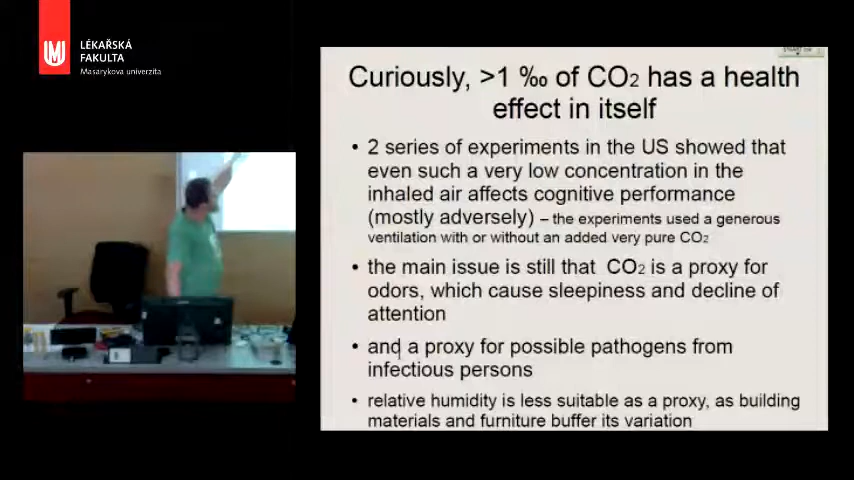 LÉKAŘSKÁ
FAKULTA
Masarykova univerzita
Curiously, >1 ‰ of CO2 has a health
effect in itself
• 2 series of experiments in the US showed that
even such a very low concentration in the
inhaled air affects cognitive performance
(mostly adversely) – the experiments used a generous
ventilation with or without an added very pure CO2
• the main issue is still that CO2 is a proxy for
odors, which cause sleepiness and decline of
attention
• and a proxy for possible pathogens from
infectious persons
• relative humidity is less suitable as a proxy, as building
materials and furniture buffer its variation